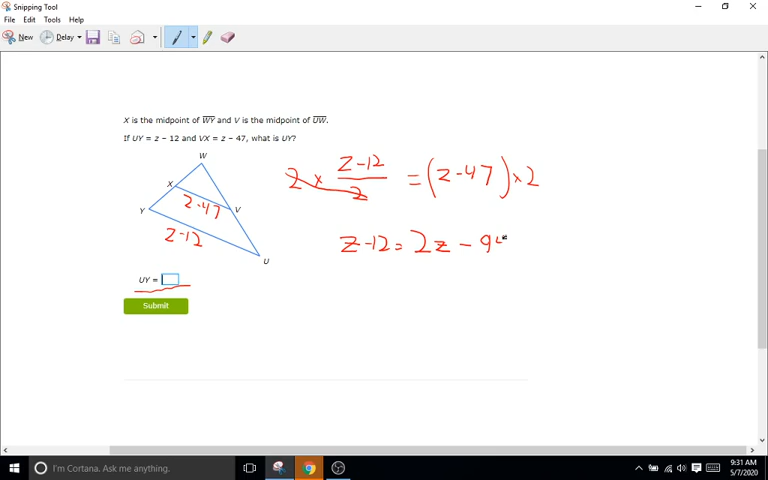 Snipping Tool
File Edit Tools Help
New Delay
X is the midpoint of WY and V is the midpoint of UW.
If UY = z − 12 and VX = z − 47, what is UY?
W
X
Y
V
U
z-47
z-12
2 × z-12 / 2 = (z-47) × 2
z-12 = 2z - 9
UY =
Submit
I'm Cortana. Ask me anything.
9:31 AM
5/7/2020